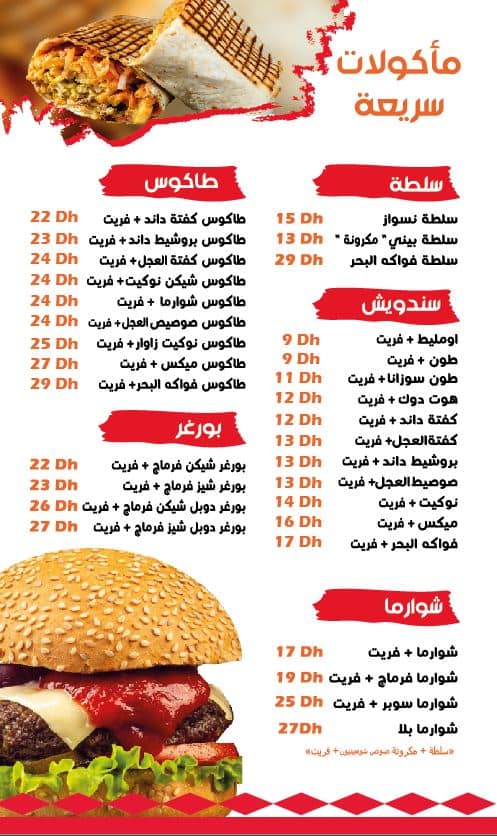 مأكولات
سريعة
سلطة
سلطة نسواز 15 Dh
سلطة بيني " مكرونة " 13 Dh
سلطة فواكه البحر 29 Dh
سندويش
اومليط + فريت 9 Dh
طون + فريت 9 Dh
طون سوزانا+ فريت 11 Dh
هوت دوك + فريت 12 Dh
كفتة داند + فريت 12 Dh
كفتةالعجل+ فريت 13 Dh
بروشيط داند + فريت 13 Dh
صوصيطالعجل+ فريت 13 Dh
نوكيت + فريت 14 Dh
ميكس + فريت 16 Dh
فواكه البحر + فريت 17 Dh
شوارما
شوارما + فريت 17 Dh
شوارما فرماج + فريت 19 Dh
شوارما سوبر + فريت 25 Dh
شوارما بلا 27Dh
«سلطة + مكرونة صوص شومبنيون+ فريت»
طاكوس
طاكوس كفتة داند + فريت 22 Dh
طاكوس بروشيط داند + فريت 23 Dh
طاكوس كفتة العجل+ فريت 24 Dh
طاكوس شيكن نوكيت+ فريت 24 Dh
طاكوس شوارما + فريت 24 Dh
طاكوس صوصيص العجل+ فريت 24 Dh
طاكوس نوكيت زاوار+ فريت 25 Dh
طاكوس ميكس + فريت 27 Dh
طاكوس فواكه البحر+ فريت 29 Dh
بورغر
بورغر شيكن فرماج + فريت 22 Dh
بورغر شيز فرماج + فريت 23 Dh
بورغر دوبل شيكن فرماج + فريت 26 Dh
بورغر دوبل شيز فرماج + فريت 27 Dh